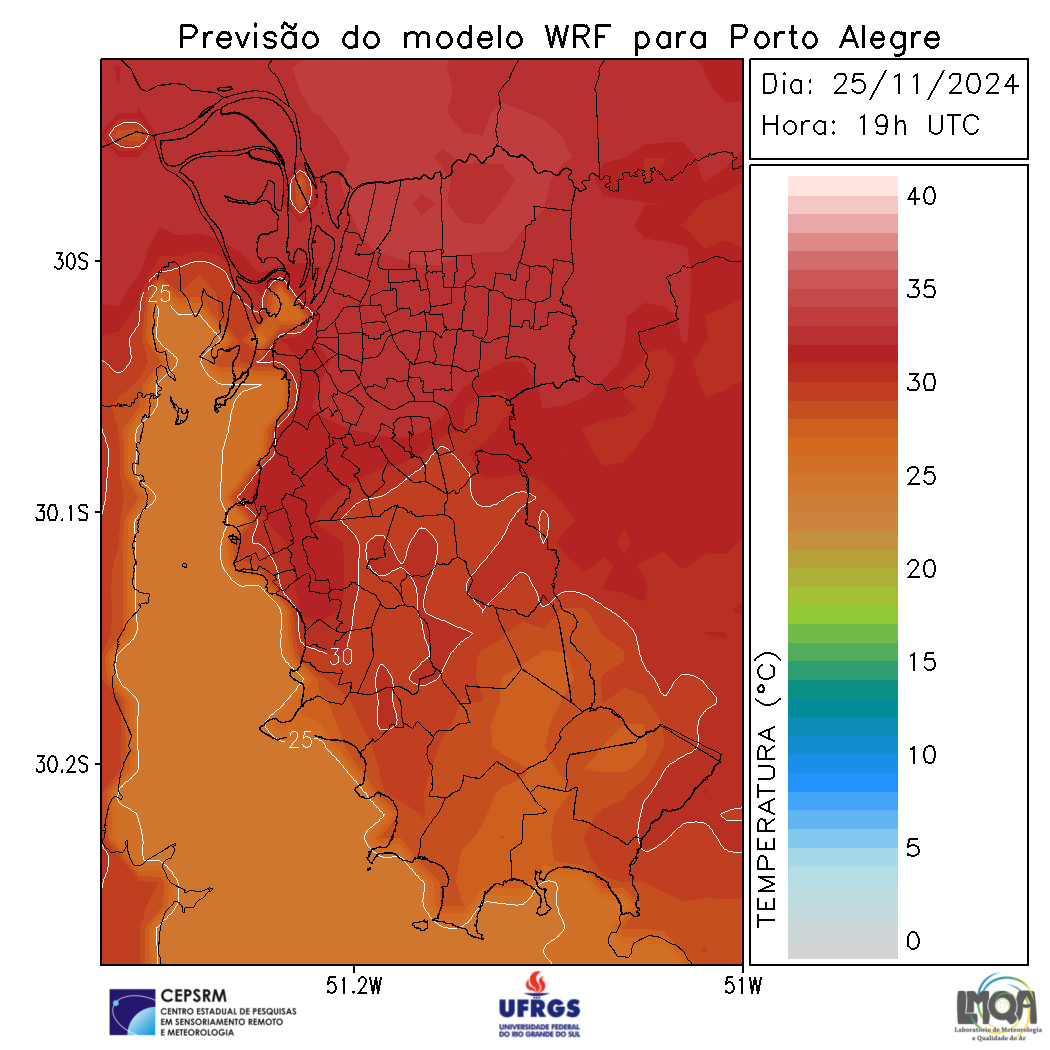 Previsão do modelo WRF para Porto Alegre
Dia: 25/11/2024
Hora: 19h UTC
30S
30.1S
30.2S
51.2W
51W
25
30
25
TEMPERATURA (°C)
40
35
30
25
20
15
10
5
0
CEPSRM
CENTRO ESTADUAL DE PESQUISAS
EM SENSORIAMENTO REMOTO
E METEOROLOGIA
UFRGS
UNIVERSIDADE FEDERAL
DO RIO GRANDE DO SUL
LMQA
Laboratório de Meteorologia
e Qualidade do Ar